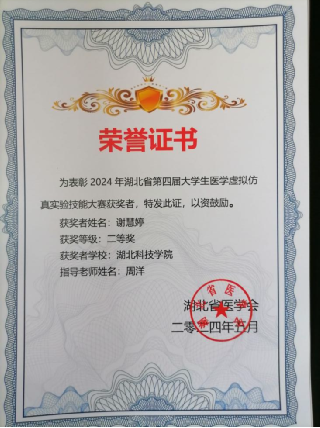 荣誉证书
为表彰 2024 年湖北省第四届大学生医学虚拟仿
真实验技能大赛获奖者，特发此证，以资鼓励。
获奖者姓名：谢慧婷
获奖等级：二等奖
获奖者学校：湖北科技学院
指导老师姓名：周洋
湖北省医学会
二〇二四年五月